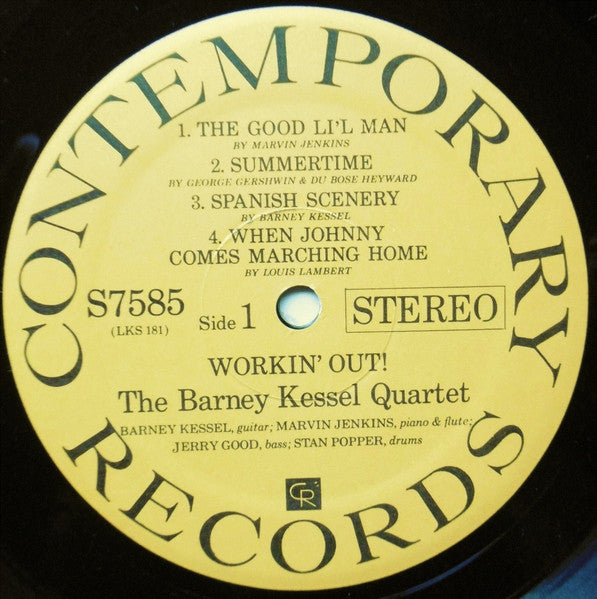 CONTEMPORARY RECORDS
1. THE GOOD LI'L MAN
BY MARVIN JENKINS
2. SUMMERTIME
BY GEORGE GERSHWIN & DU BOSE HEYWARD
3. SPANISH SCENERY
BY BARNEY KESSEL
4. WHEN JOHNNY
COMES MARCHING HOME
BY LOUIS LAMBERT
S7585
(LKS 181)
Side 1
STEREO
WORKIN' OUT!
The Barney Kessel Quartet
BARNEY KESSEL, guitar; MARVIN JENKINS, piano & flute;
JERRY GOOD, bass; STAN POPPER, drums
CR